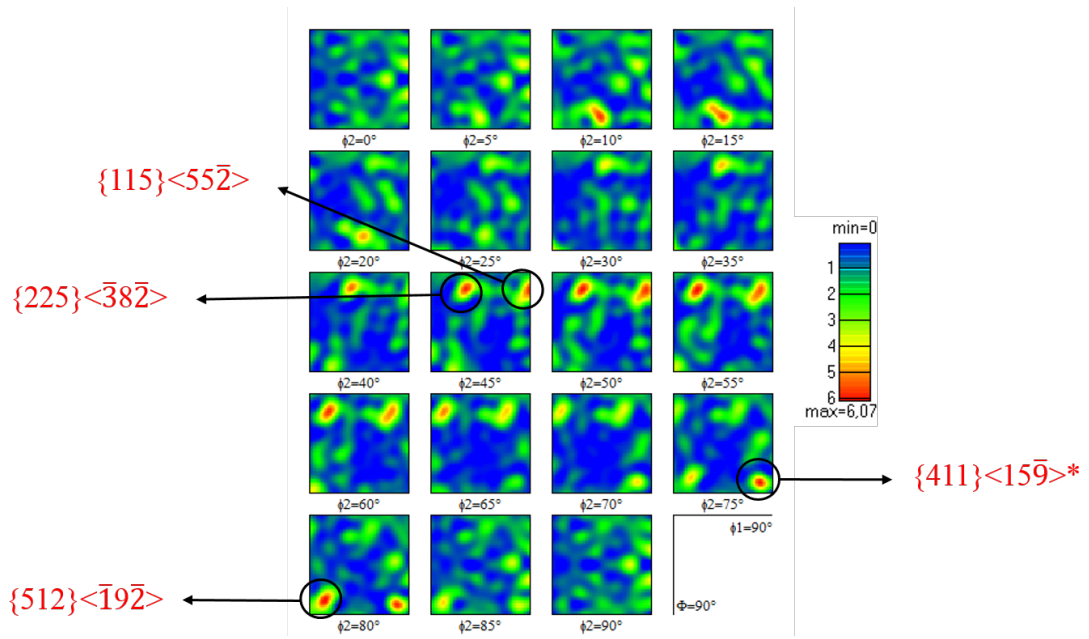 ϕ2=0° ϕ2=5° ϕ2=10° ϕ2=15°
{115}<552̅>
ϕ2=20° ϕ2=25° ϕ2=30° ϕ2=35°
min=0
1
2
3
4
5
6
max=6,07
{225}<3̅82̅>
ϕ2=40° ϕ2=45° ϕ2=50° ϕ2=55°
{411}<159̅>*
ϕ2=60° ϕ2=65° ϕ2=70° ϕ2=75°
ϕ1=90°
{512}<1̅92̅>
Φ=90°
ϕ2=80° ϕ2=85° ϕ2=90°